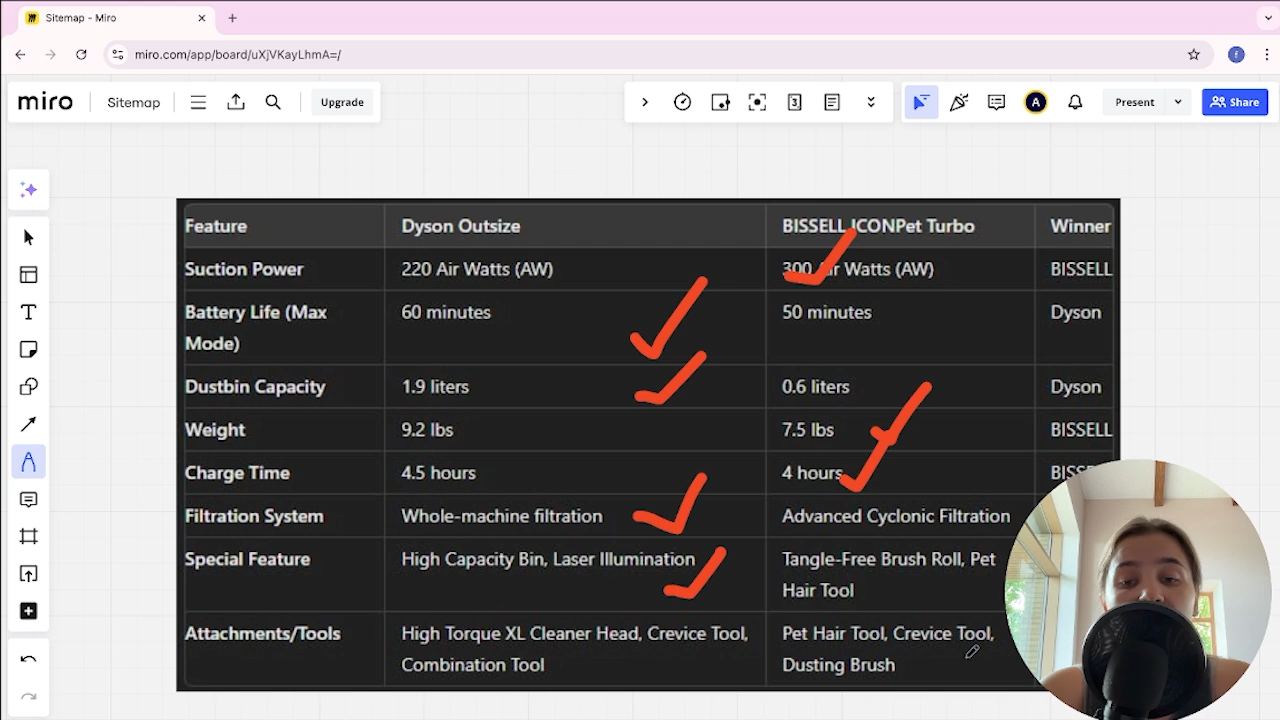 Sitemap - Miro
miro.com/app/board/uXjVKayLhmA=/
f
miro
Sitemap
Upgrade
3
A
Present
Share
Feature
Dyson Outsize
BISSELL ICONPet Turbo
Winner
Suction Power
220 Air Watts (AW)
300 Air Watts (AW)
BISSELL
Battery Life (Max
Mode)
60 minutes
50 minutes
Dyson
Dustbin Capacity
1.9 liters
0.6 liters
Dyson
Weight
9.2 lbs
7.5 lbs
BISSELL
Charge Time
4.5 hours
4 hours
Filtration System
Whole-machine filtration
Advanced Cyclonic Filtration
Special Feature
High Capacity Bin, Laser Illumination
Tangle-Free Brush Roll, Pet
Hair Tool
Attachments/Tools
High Torque XL Cleaner Head, Crevice Tool,
Combination Tool
Pet Hair Tool, Crevice Tool,
Dusting Brush